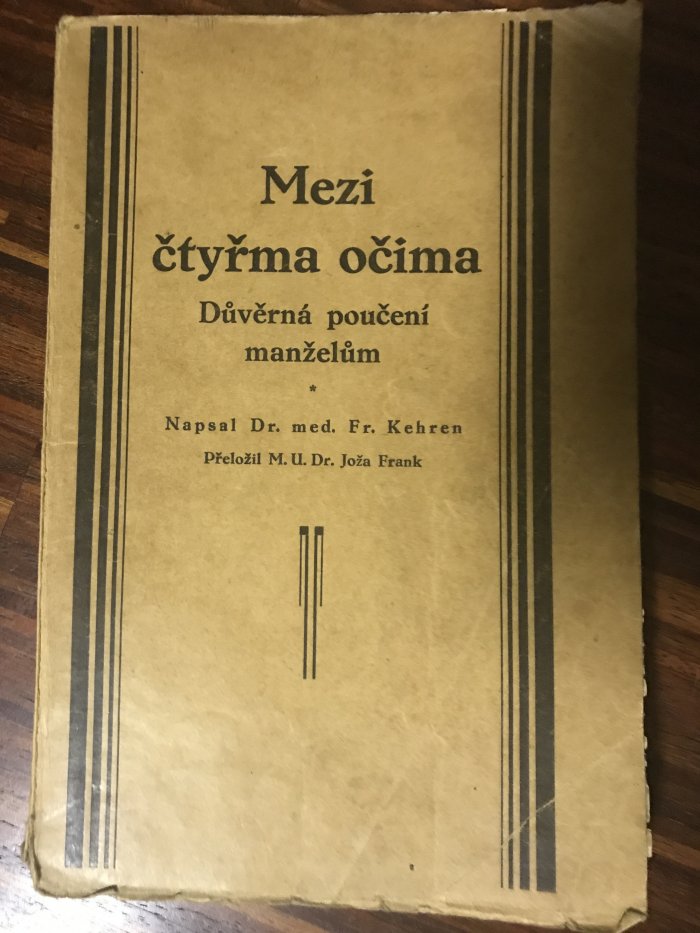 Mezi
čtyřma očima
Důvěrná poučení
manželům
*
Napsal Dr. med. Fr. Kehren
Přeložil M. U. Dr. Joža Frank